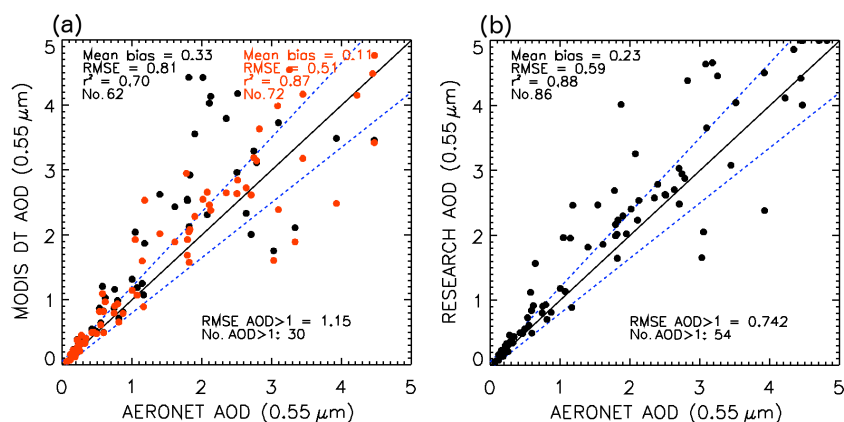 (a)
Mean bias = 0.33
RMSE = 0.81
r² = 0.70
No.62
Mean bias = 0.11
RMSE = 0.51
r² = 0.87
No.72
RMSE AOD>1 = 1.15
No. AOD>1: 30
5
4
3
2
1
0
MODIS DT AOD (0.55 μm)
0 1 2 3 4 5
AERONET AOD (0.55 μm)
(b)
Mean bias = 0.23
RMSE = 0.59
r² = 0.88
No.86
RMSE AOD>1 = 0.742
No. AOD>1: 54
5
4
3
2
1
0
RESEARCH AOD (0.55 μm)
0 1 2 3 4 5
AERONET AOD (0.55 μm)